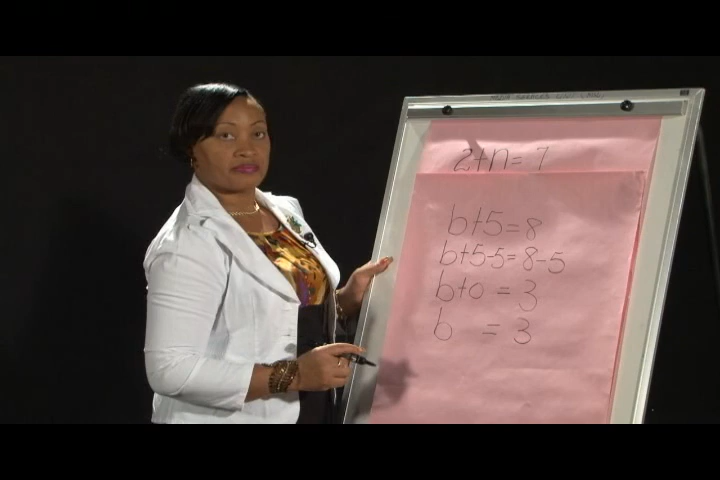 2+n= 7
b+5=8
b+5-5=8-5
b+0 = 3
b = 3